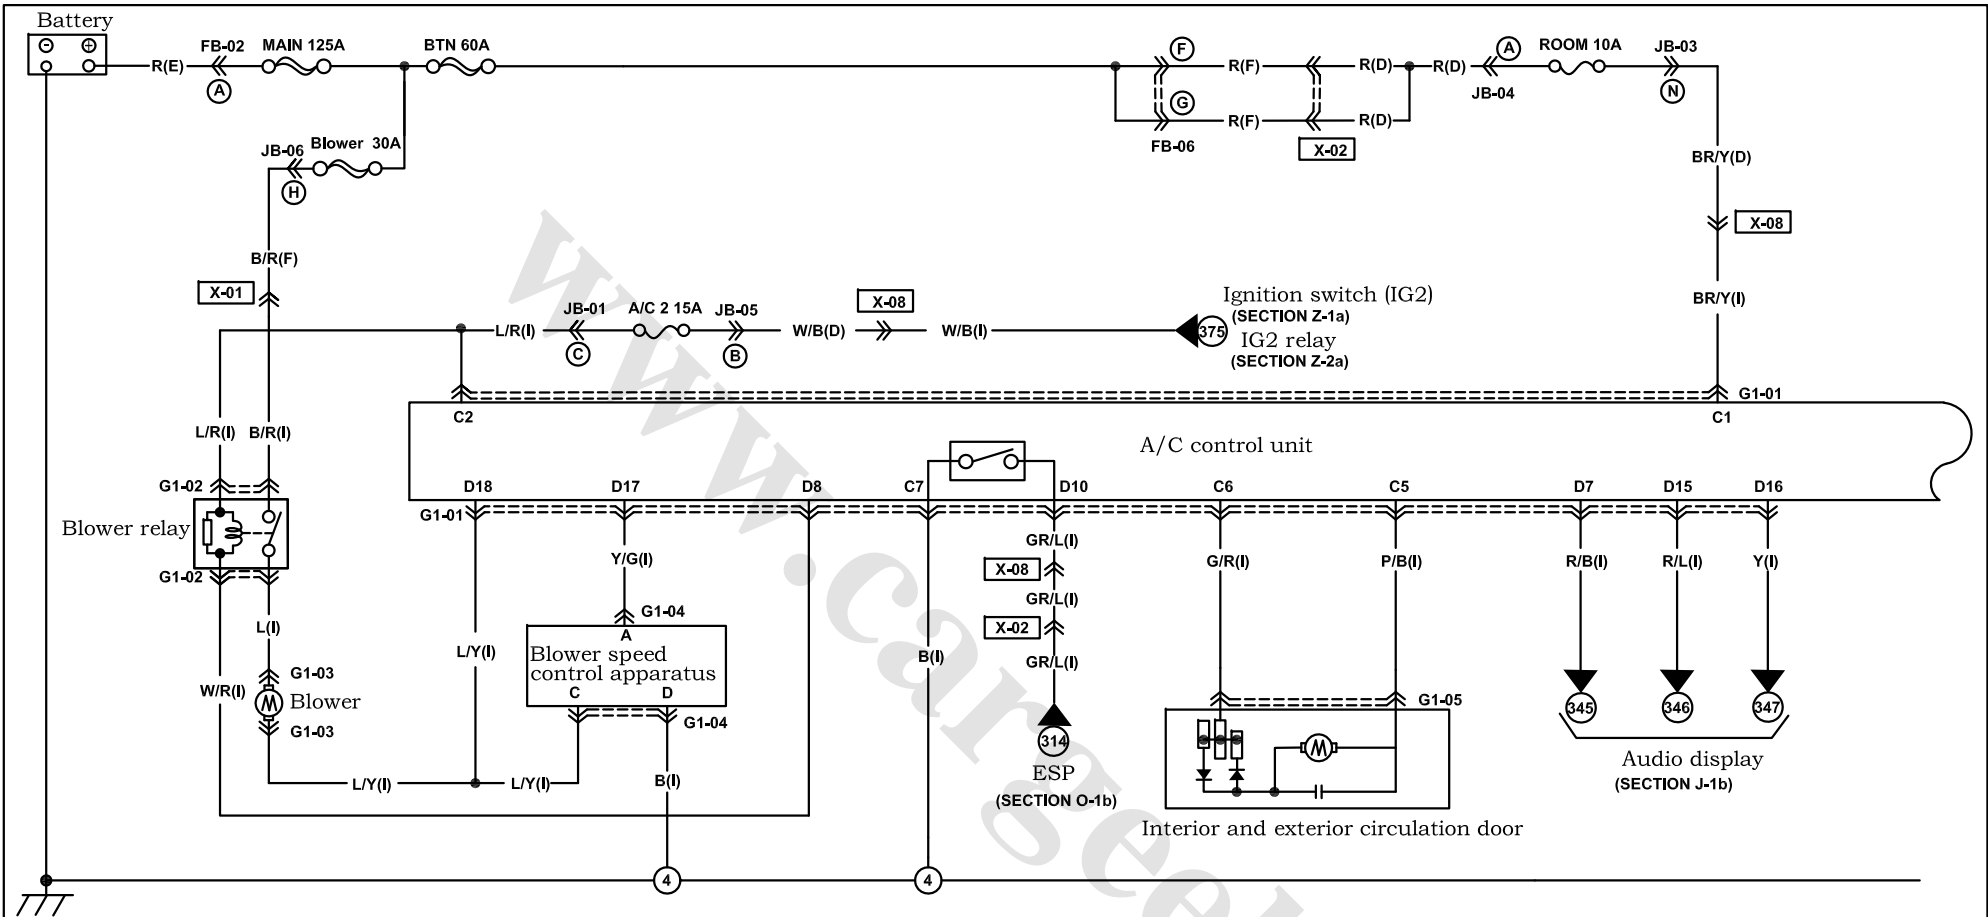 Battery
FB-02
MAIN 125A
BTN 60A
F
A
ROOM 10A
JB-03
R(E)
R(F)
R(D)
R(D)
A
JB-04
N
G
R(F)
R(D)
FB-06
X-02
JB-06
Blower 30A
H
BR/Y(D)
X-08
B/R(F)
X-01
JB-01
A/C 2 15A
JB-05
X-08
Ignition switch (IG2)
(SECTION Z-1a)
BR/Y(I)
L/R(I)
W/B(D)
W/B(I)
375
IG2 relay
(SECTION Z-2a)
C
B
G1-01
C2
C1
L/R(I)
B/R(I)
A/C control unit
G1-02
D18
D17
D8
C7
D10
C6
C5
D7
D15
D16
G1-01
Blower relay
GR/L(I)
Y/G(I)
G/R(I)
P/B(I)
R/B(I)
R/L(I)
Y(I)
G1-02
X-08
GR/L(I)
G1-04
L(I)
X-02
A
L/Y(I)
Blower speed
control apparatus
B(I)
GR/L(I)
G1-03
W/R(I)
M
Blower
C
D
G1-05
G1-03
G1-04
345
346
347
314
M
ESP
(SECTION O-1b)
Audio display
(SECTION J-1b)
L/Y(I)
L/Y(I)
B(I)
Interior and exterior circulation door
4
4
www.cargeek